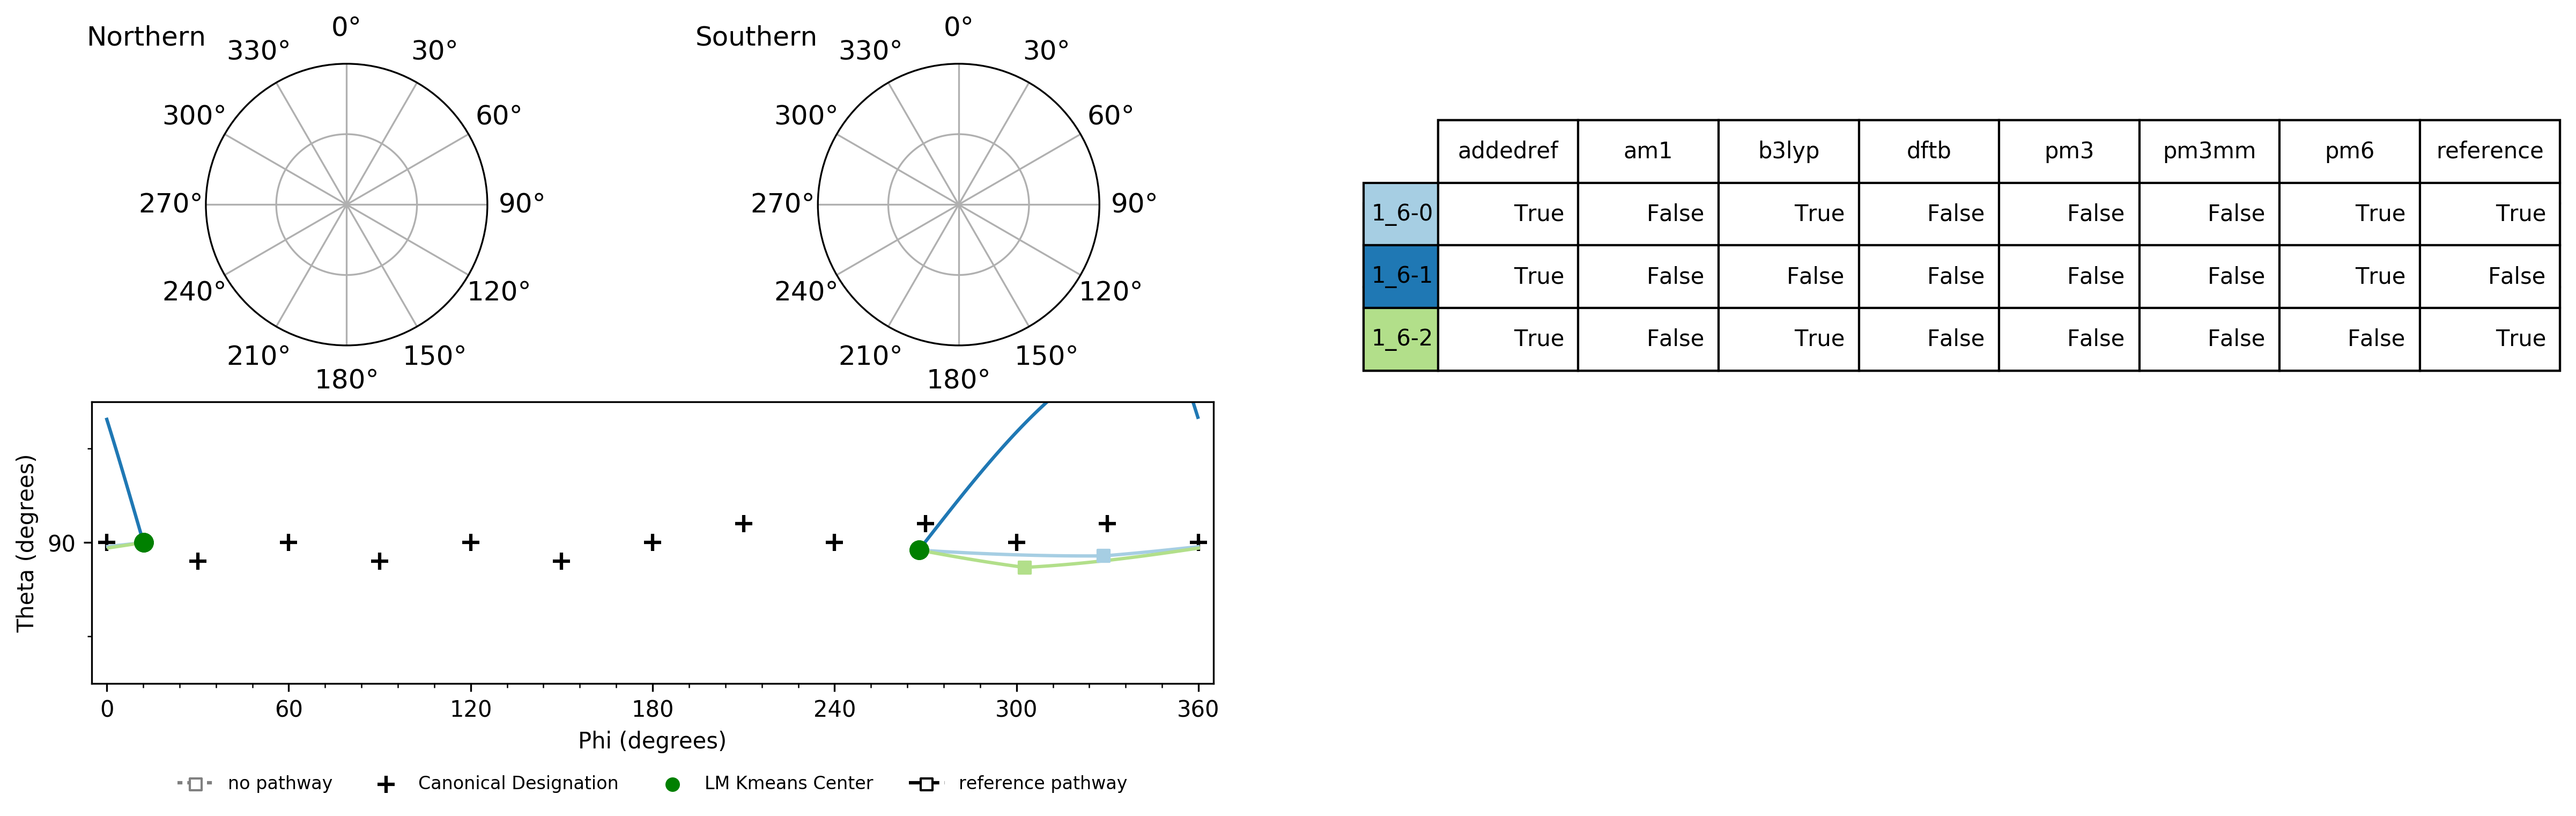 Northern
0°
30°
60°
90°
120°
150°
180°
210°
240°
270°
300°
330°
Southern
0°
30°
60°
90°
120°
150°
180°
210°
240°
270°
300°
330°
addedref am1 b3lyp dftb pm3 pm3mm pm6 reference
1_6-0 True False True False False False True True
1_6-1 True False False False False False True False
1_6-2 True False True False False False False True
Theta (degrees)
90
0 60 120 180 240 300 360
Phi (degrees)
no pathway Canonical Designation LM Kmeans Center reference pathway